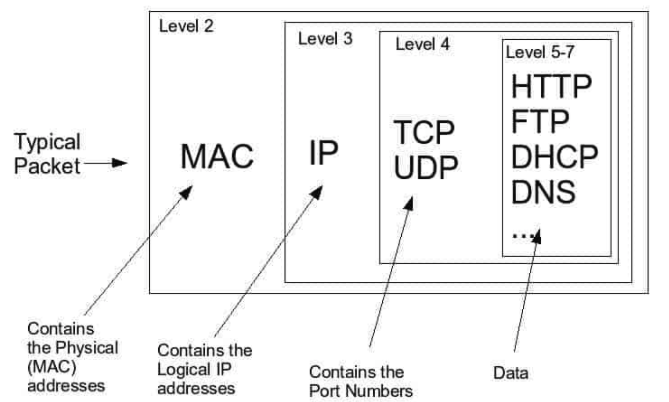 Level 2
Level 3
Level 4
Level 5-7
Typical
Packet
MAC
IP
TCP
UDP
HTTP
FTP
DHCP
DNS
...
Contains
the Physical
(MAC)
addresses
Contains the
Logical IP
addresses
Contains the
Port Numbers
Data